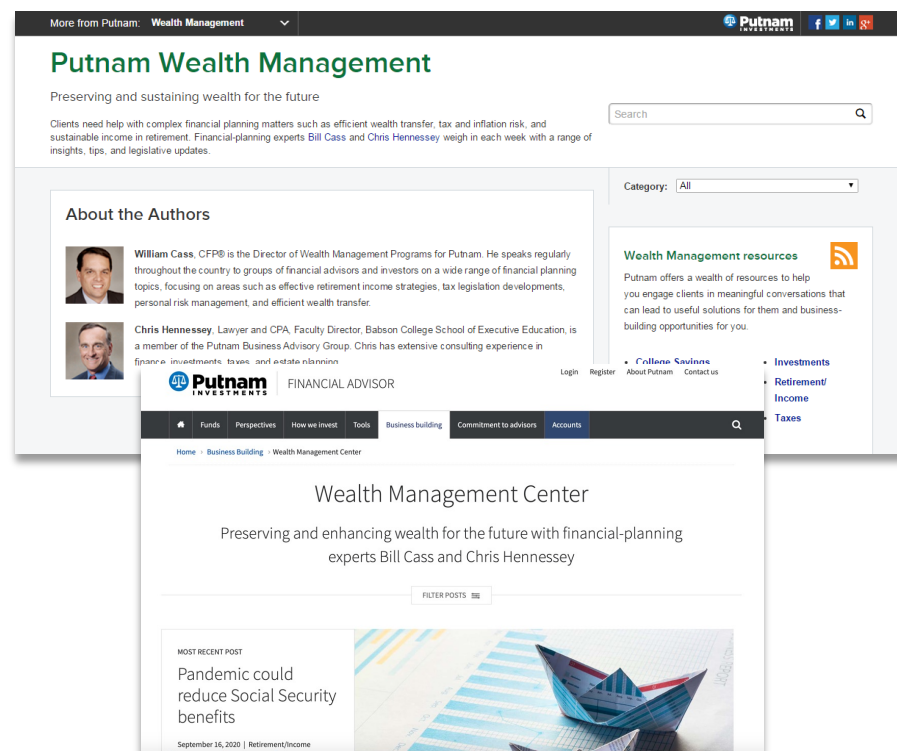 More from Putnam: Wealth Management
Putnam
INVESTMENTS
Putnam Wealth Management
Preserving and sustaining wealth for the future
Clients need help with complex financial planning matters such as efficient wealth transfer, tax and inflation risk, and
sustainable income in retirement. Financial-planning experts Bill Cass and Chris Hennessey weigh in each week with a range of
insights, tips, and legislative updates.
Search
Category: All
About the Authors
William Cass, CFP® is the Director of Wealth Management Programs for Putnam. He speaks regularly
throughout the country to groups of financial advisors and investors on a wide range of financial planning
topics, focusing on areas such as effective retirement income strategies, tax legislation developments,
personal risk management, and efficient wealth transfer.
Chris Hennessey, Lawyer and CPA, Faculty Director, Babson College School of Executive Education, is
a member of the Putnam Business Advisory Group. Chris has extensive consulting experience in
finance, investments, taxes, and estate planning.
Wealth Management resources
Putnam offers a wealth of resources to help
you engage clients in meaningful conversations that
can lead to useful solutions for them and business-
building opportunities for you.
College Savings
Investments
Retirement/
Income
Taxes
Putnam
INVESTMENTS
FINANCIAL ADVISOR
Login Register About Putnam Contact us
Funds Perspectives How we invest Tools Business building Commitment to advisors Accounts
Home › Business Building › Wealth Management Center
Wealth Management Center
Preserving and enhancing wealth for the future with financial-planning
experts Bill Cass and Chris Hennessey
FILTER POSTS
MOST RECENT POST
Pandemic could
reduce Social Security
benefits
September 16, 2020 | Retirement/Income